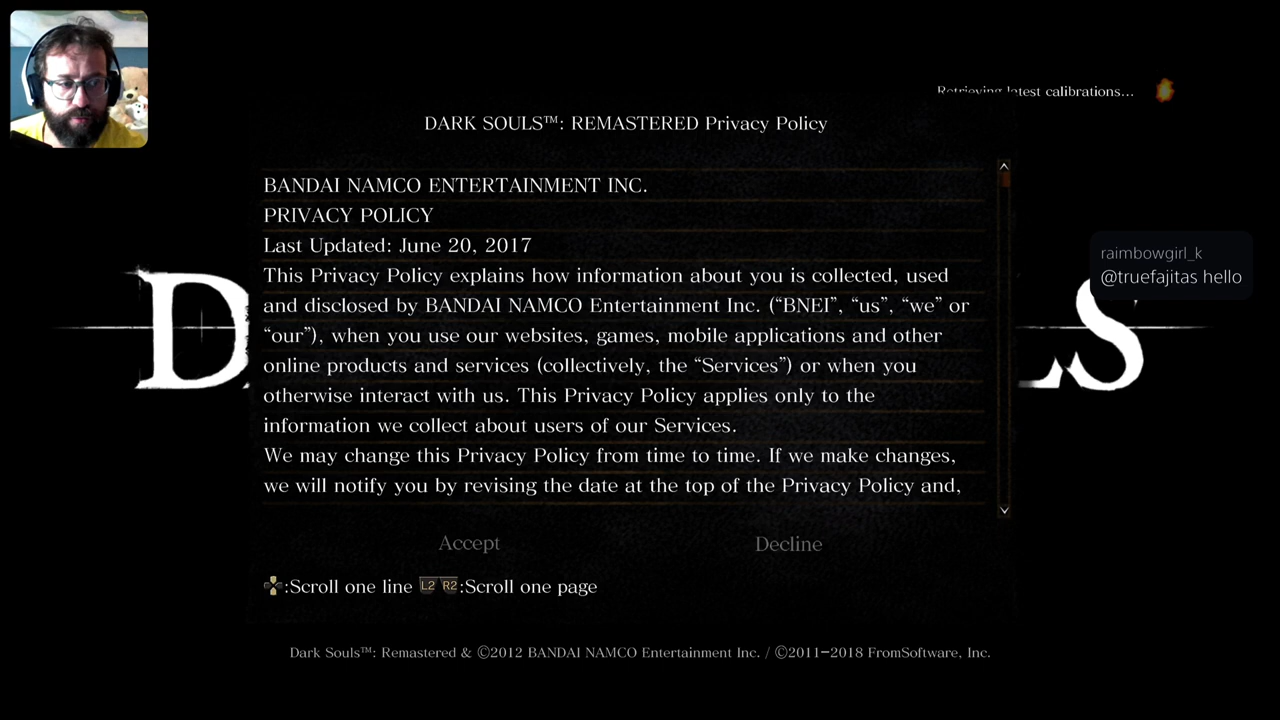 Retrieving latest calibrations...
DARK SOULS™: REMASTERED Privacy Policy
BANDAI NAMCO ENTERTAINMENT INC.
PRIVACY POLICY
Last Updated: June 20, 2017
This Privacy Policy explains how information about you is collected, used
and disclosed by BANDAI NAMCO Entertainment Inc. (“BNEI”, “us”, “we” or
“our”), when you use our websites, games, mobile applications and other
online products and services (collectively, the “Services”) or when you
otherwise interact with us. This Privacy Policy applies only to the
information we collect about users of our Services.
We may change this Privacy Policy from time to time. If we make changes,
we will notify you by revising the date at the top of the Privacy Policy and,
raimbowgirl_k
@truefajitas hello
Accept Decline
:Scroll one line L2 R2 :Scroll one page
Dark Souls™: Remastered & ©2012 BANDAI NAMCO Entertainment Inc. / ©2011-2018 FromSoftware, Inc.